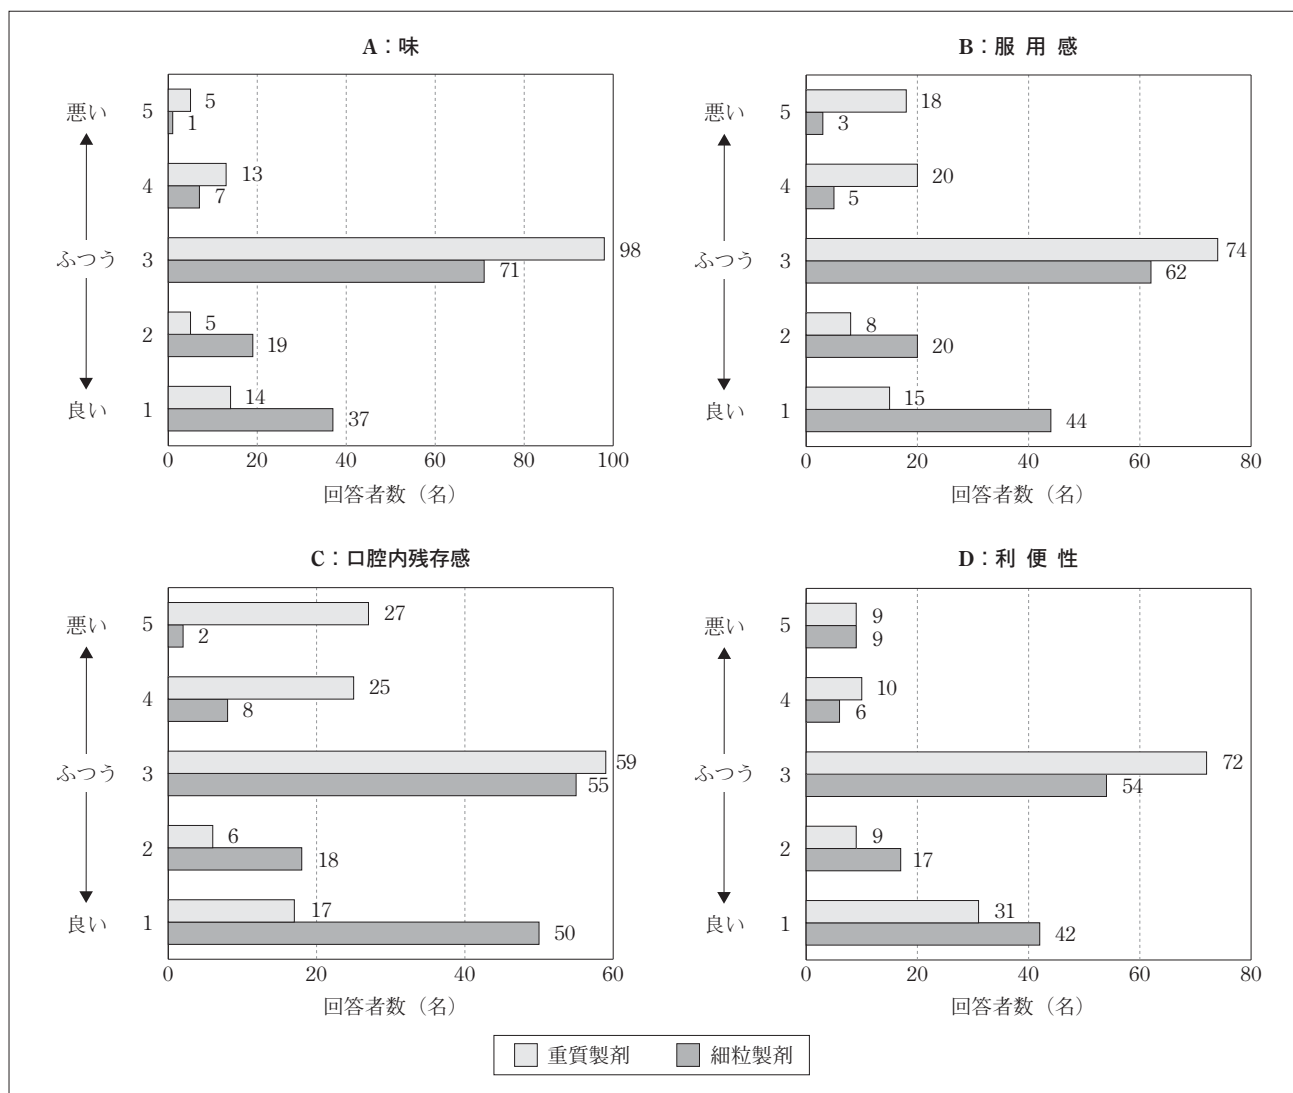 A：味
悪い
5
5
1
4
13
7
ふつう
3
98
71
2
5
19
良い
1
14
37
0 20 40 60 80 100
回答者数（名）
B：服 用 感
悪い
5
18
3
4
20
5
ふつう
3
74
62
2
8
20
良い
1
15
44
0 20 40 60 80
回答者数（名）
C：口腔内残存感
悪い
5
27
2
4
25
8
ふつう
3
59
55
2
6
18
良い
1
17
50
0 20 40 60
回答者数（名）
D：利 便 性
悪い
5
9
9
4
10
6
ふつう
3
72
54
2
9
17
良い
1
31
42
0 20 40 60 80
回答者数（名）
重質製剤 細粒製剤